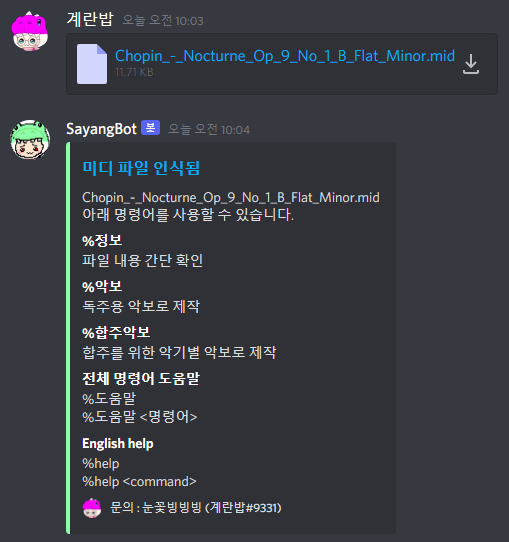 계란밥 오늘 오전 10:03
Chopin_-_Nocturne_Op_9_No_1_B_Flat_Minor.mid
11.71 KB
SayangBot 봇 오늘 오전 10:04
미디 파일 인식됨
Chopin_-_Nocturne_Op_9_No_1_B_Flat_Minor.mid
아래 명령어를 사용할 수 있습니다.
%정보
파일 내용 간단 확인
%악보
독주용 악보로 제작
%합주악보
합주를 위한 악기별 악보로 제작
전체 명령어 도움말
%도움말
%도움말 <명령어>
English help
%help
%help <command>
문의 : 눈꽃빙빙빙 (계란밥#9331)